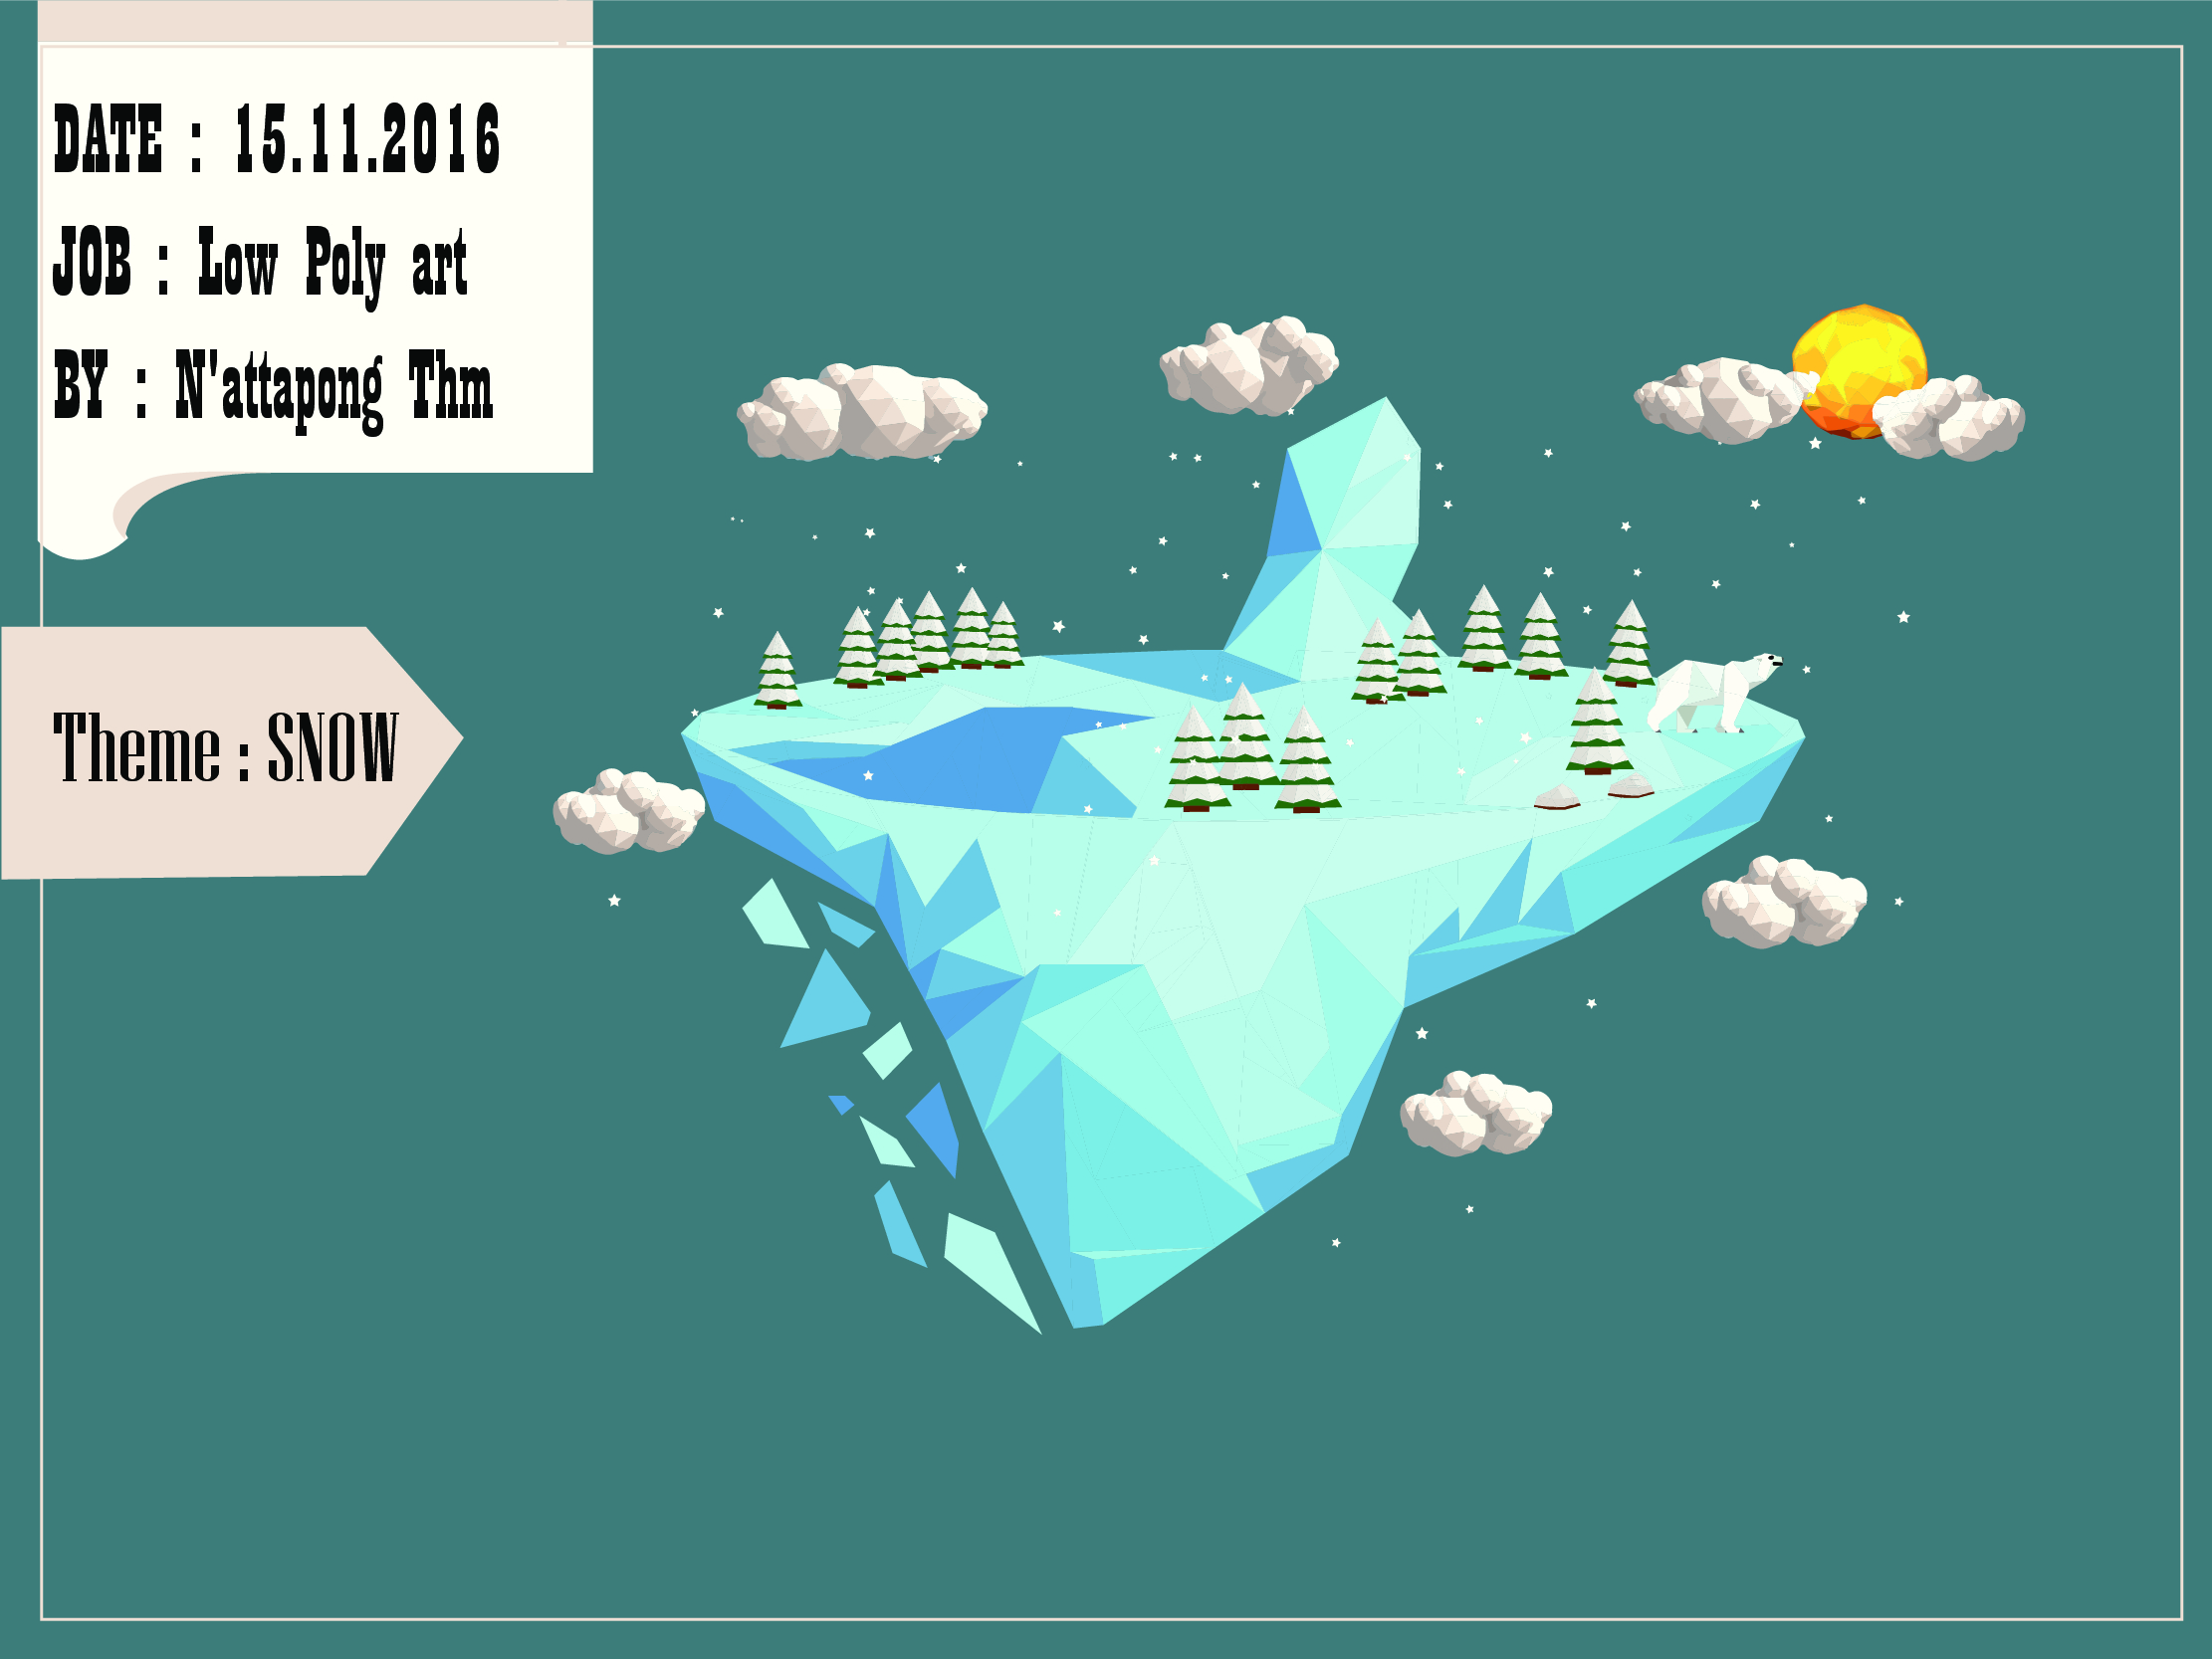 DATE : 15.11.2016
JOB : Low Poly art
BY : N'attapong Thm
Theme : SNOW